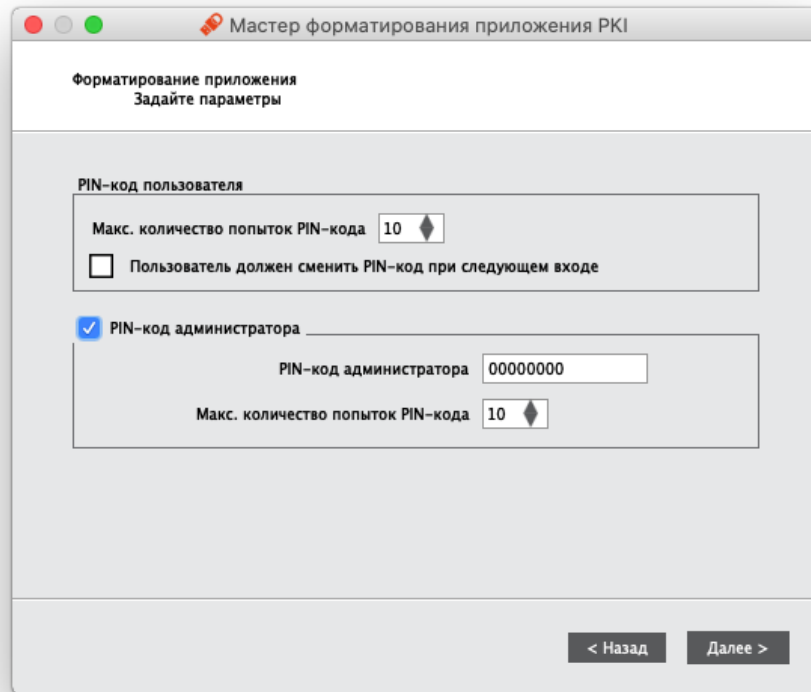 Мастер форматирования приложения PKI
Форматирование приложения
Задайте параметры
PIN-код пользователя
Макс. количество попыток PIN-кода 10
Пользователь должен сменить PIN-код при следующем входе
PIN-код администратора
PIN-код администратора 00000000
Макс. количество попыток PIN-кода 10
< Назад Далее >